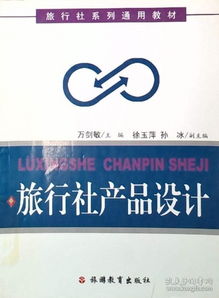 旅行社系列通用教材
万剑敏/主 编 徐玉萍 孙 冰/副主编
LUXINGSHE CHANPIN SHEJI
旅行社产品设计
旅游教育出版社